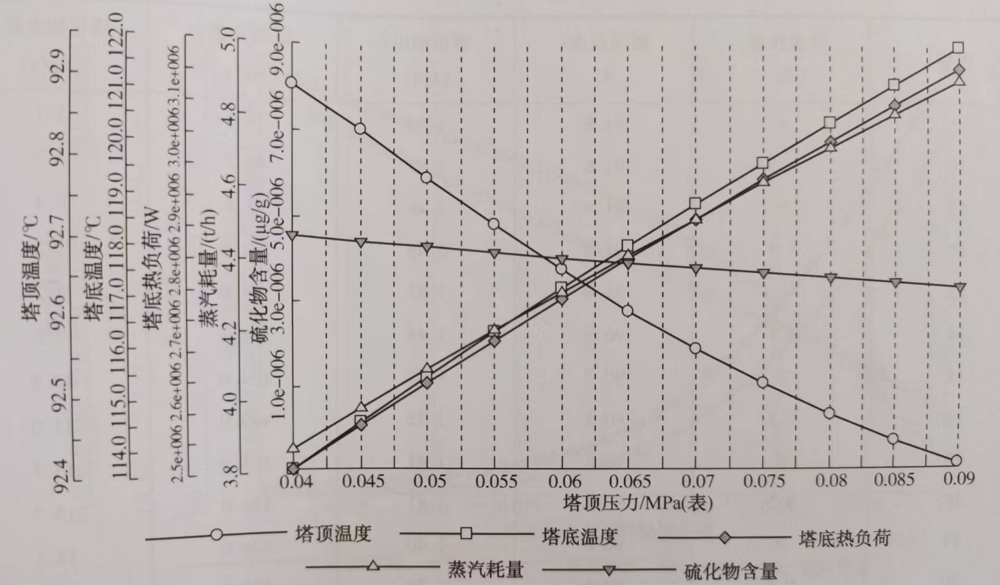 塔顶温度/℃
92.4 92.5 92.6 92.7 92.8 92.9
塔底温度/℃
114.0 115.0 116.0 117.0 118.0 119.0 120.0 121.0 122.0
塔底热负荷/W
2.5e+006 2.6e+006 2.7e+006 2.8e+006 2.9e+006 3.0e+006 3.1e+006
蒸汽耗量/(t/h)
3.8 4.0 4.2 4.4 4.6 4.8 5.0
硫化物含量/(μg/g)
1.0e–006 3.0e–006 5.0e–006 7.0e–006 9.0e–006
0.04 0.045 0.05 0.055 0.06 0.065 0.07 0.075 0.08 0.085 0.09
塔顶压力/MPa(表)
塔顶温度 塔底温度 塔底热负荷
蒸汽耗量 硫化物含量